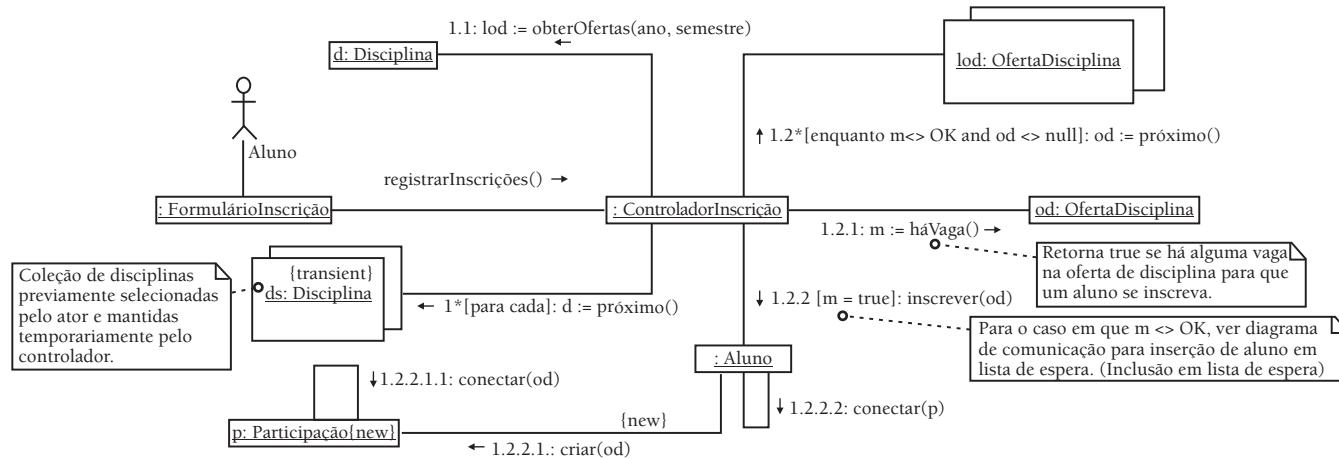 1.1: lod := obterOfertas(ano, semestre)
d: Disciplina
lod: OfertaDisciplina
Aluno
1.2*[enquanto m<> OK and od <> null]: od := próximo()
registrarInscrições()
: FormulárioInscrição
: ControladorInscrição
od: OfertaDisciplina
1.2.1: m := háVaga()
Retorna true se há alguma vaga
na oferta de disciplina para que
um aluno se inscreva.
Coleção de disciplinas
previamente selecionadas
pelo ator e mantidas
temporariamente pelo
controlador.
{transient}
ds: Disciplina
1*[para cada]: d := próximo()
1.2.2 [m = true]: inscrever(od)
Para o caso em que m <> OK, ver diagrama
de comunicação para inserção de aluno em
lista de espera. (Inclusão em lista de espera)
: Aluno
1.2.2.1.1: conectar(od)
1.2.2.2: conectar(p)
{new}
p: Participação{new}
1.2.2.1.: criar(od)